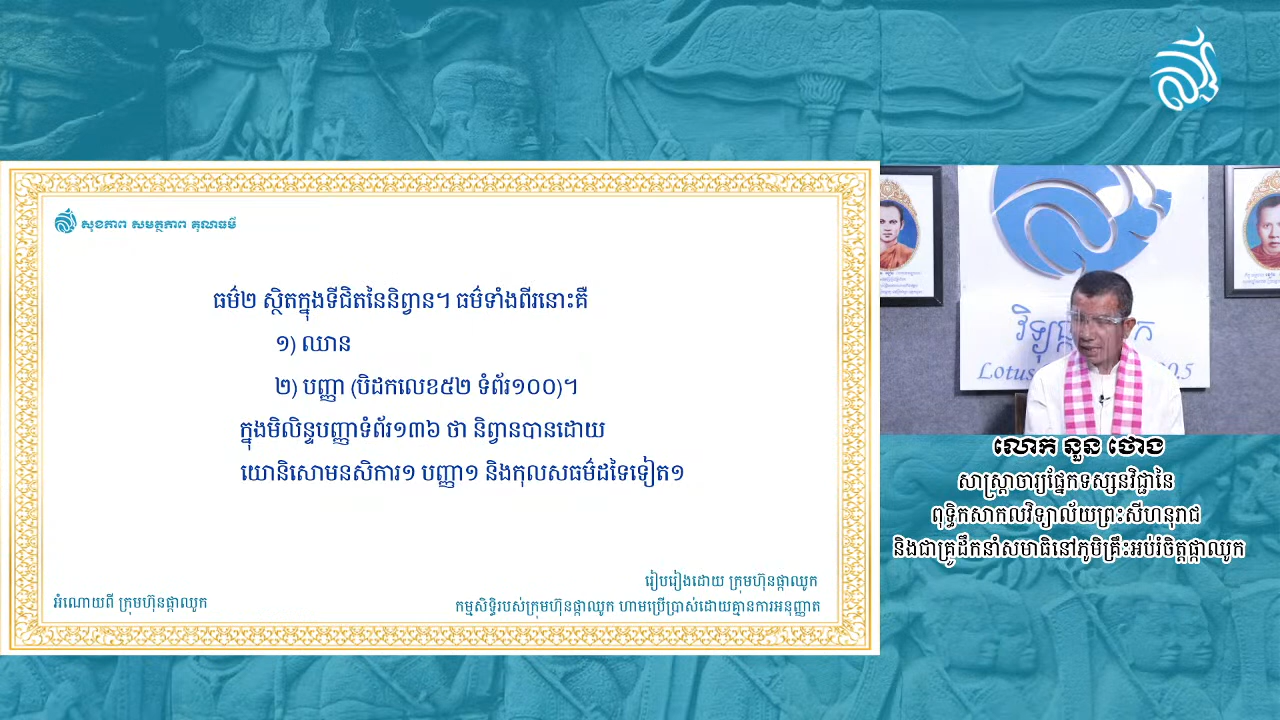 សុខភាព សមត្ថភាព គុណធម៌
ធម៌២ ស្ថិតក្នុងទីជិតនៃនិព្វាន។ ធម៌ទាំងពីរនោះគឺ
១) ឈាន
២) បញ្ញា (បិដកលេខ៥២ ទំព័រ១០០)។
ក្នុងមិលិន្ទបញ្ញាទំព័រ១៣៦ ថា និព្វានបានដោយ
យោនិសោមនសិការ១ បញ្ញា១ និងកុលសធម៌ដទៃទៀត១
រៀបរៀងដោយ ក្រុមហ៊ុនផ្កាឈូក
អំណោយពី ក្រុមហ៊ុនផ្កាឈូក
កម្មសិទ្ធិរបស់ក្រុមហ៊ុនផ្កាឈូក ហាមប្រើប្រាស់ដោយគ្មានការអនុញ្ញាត
វិទ្យុផ្កាឈូក
Lotus
លោក នួន ថោង
សាស្ត្រាចារ្យផ្នែកទស្សនវិជ្ជានៃ
ពុទ្ធិកសាកលវិទ្យាល័យព្រះសីហនុរាជ
និងជាគ្រូដឹកនាំសមាធិនៅភូមិគ្រឹះអប់រំចិត្តផ្កាឈូក